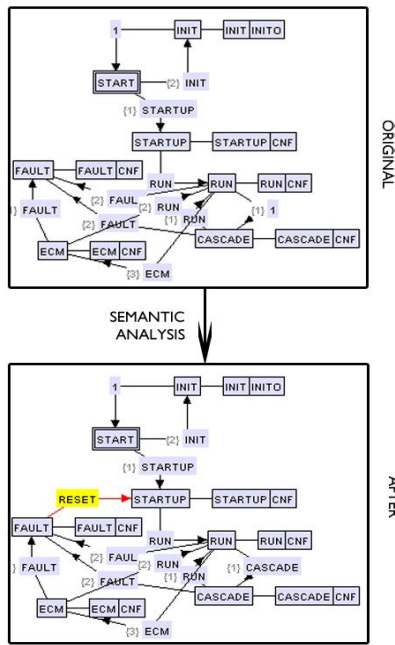 1 INIT INIT INITO
START {2} INIT
{1} STARTUP
STARTUP STARTUP CNF
FAULT FAULT CNF RUN RUN RUN CNF
{2} FAUL {2} RUN {1} 1
} FAULT {2} FAULT {1} RUN
CASCADE CASCADE CNF
ECM ECM CNF
{3} ECM
ORIGINAL
SEMANTIC
ANALYSIS
1 INIT INIT INITO
START {2} INIT
{1} STARTUP
RESET STARTUP STARTUP CNF
FAULT FAULT CNF RUN RUN RUN CNF
{2} FAUL {2} RUN {1} CASCADE
} FAULT {2} FAULT {1} RUN
CASCADE CASCADE CNF
ECM ECM CNF
{3} ECM
AFTER